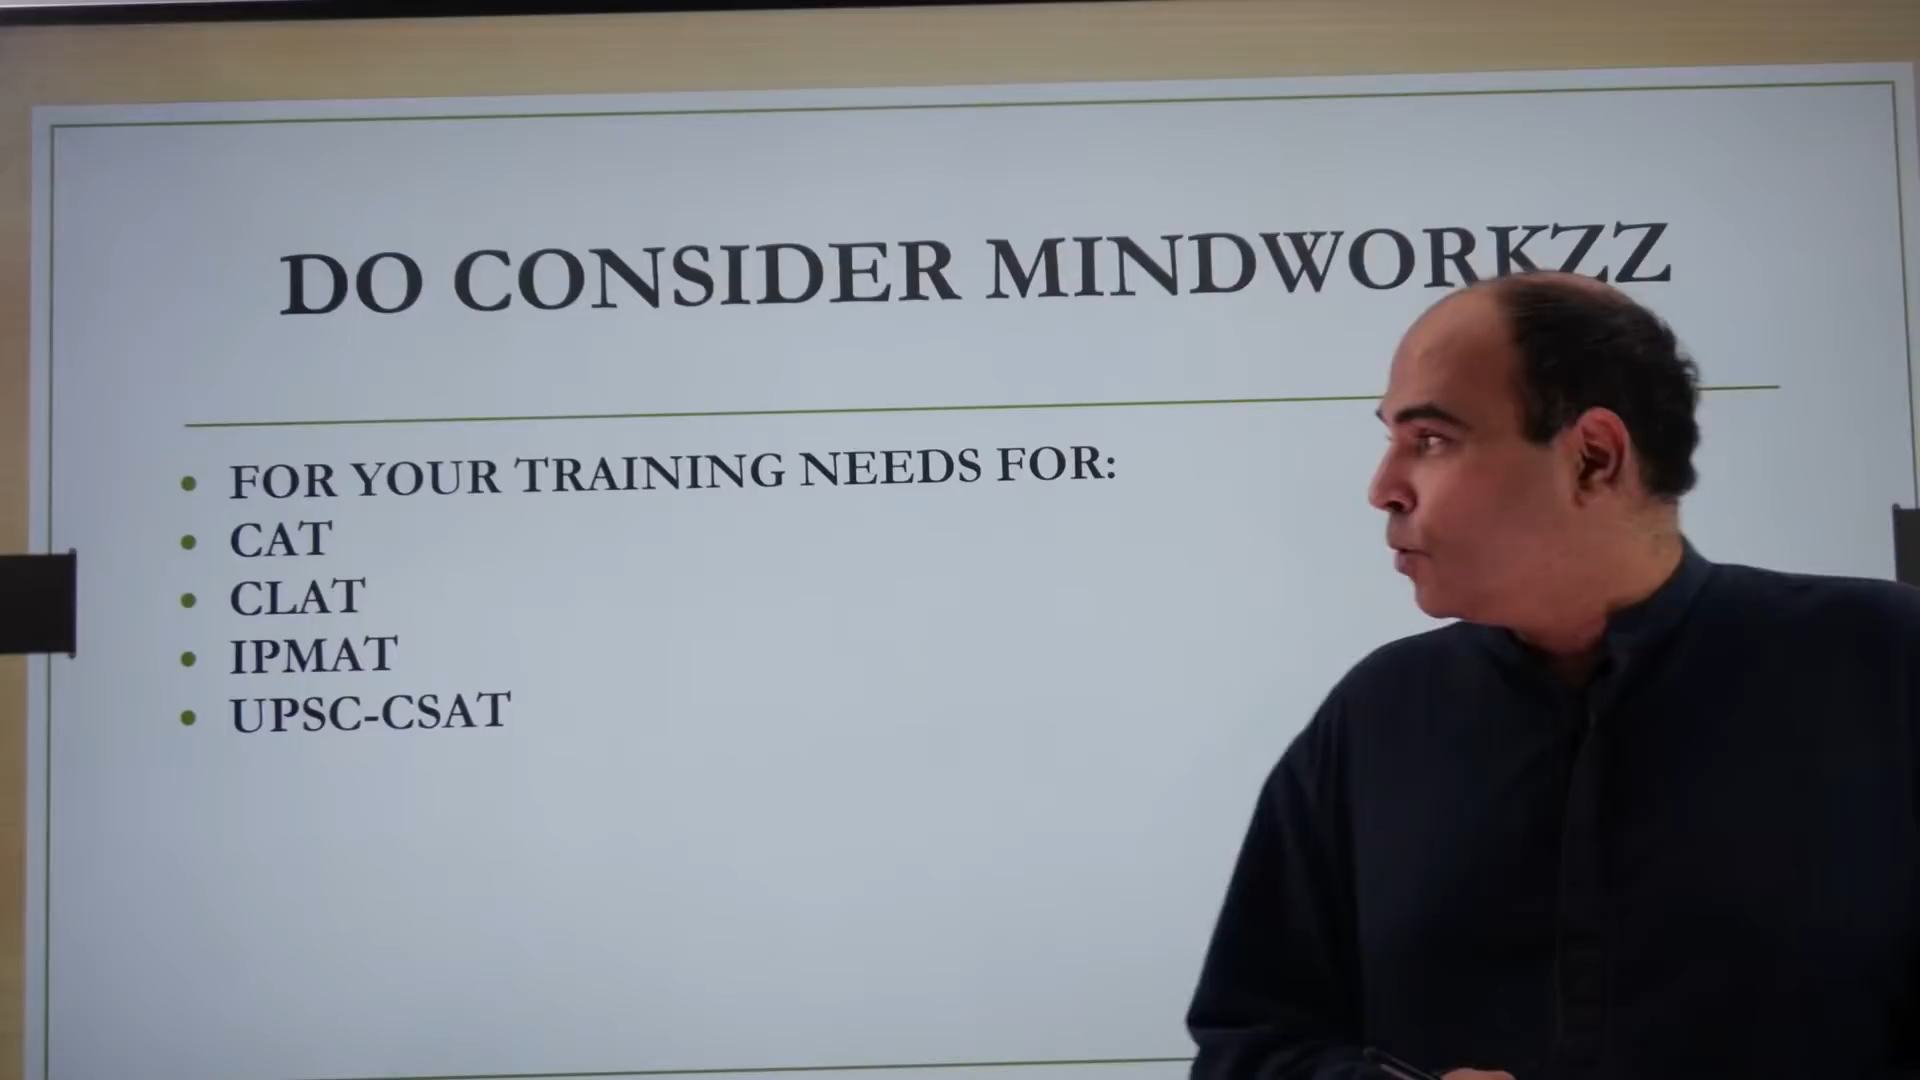 DO CONSIDER MINDWORKZZ
FOR YOUR TRAINING NEEDS FOR:
CAT
CLAT
IPMAT
UPSC-CSAT